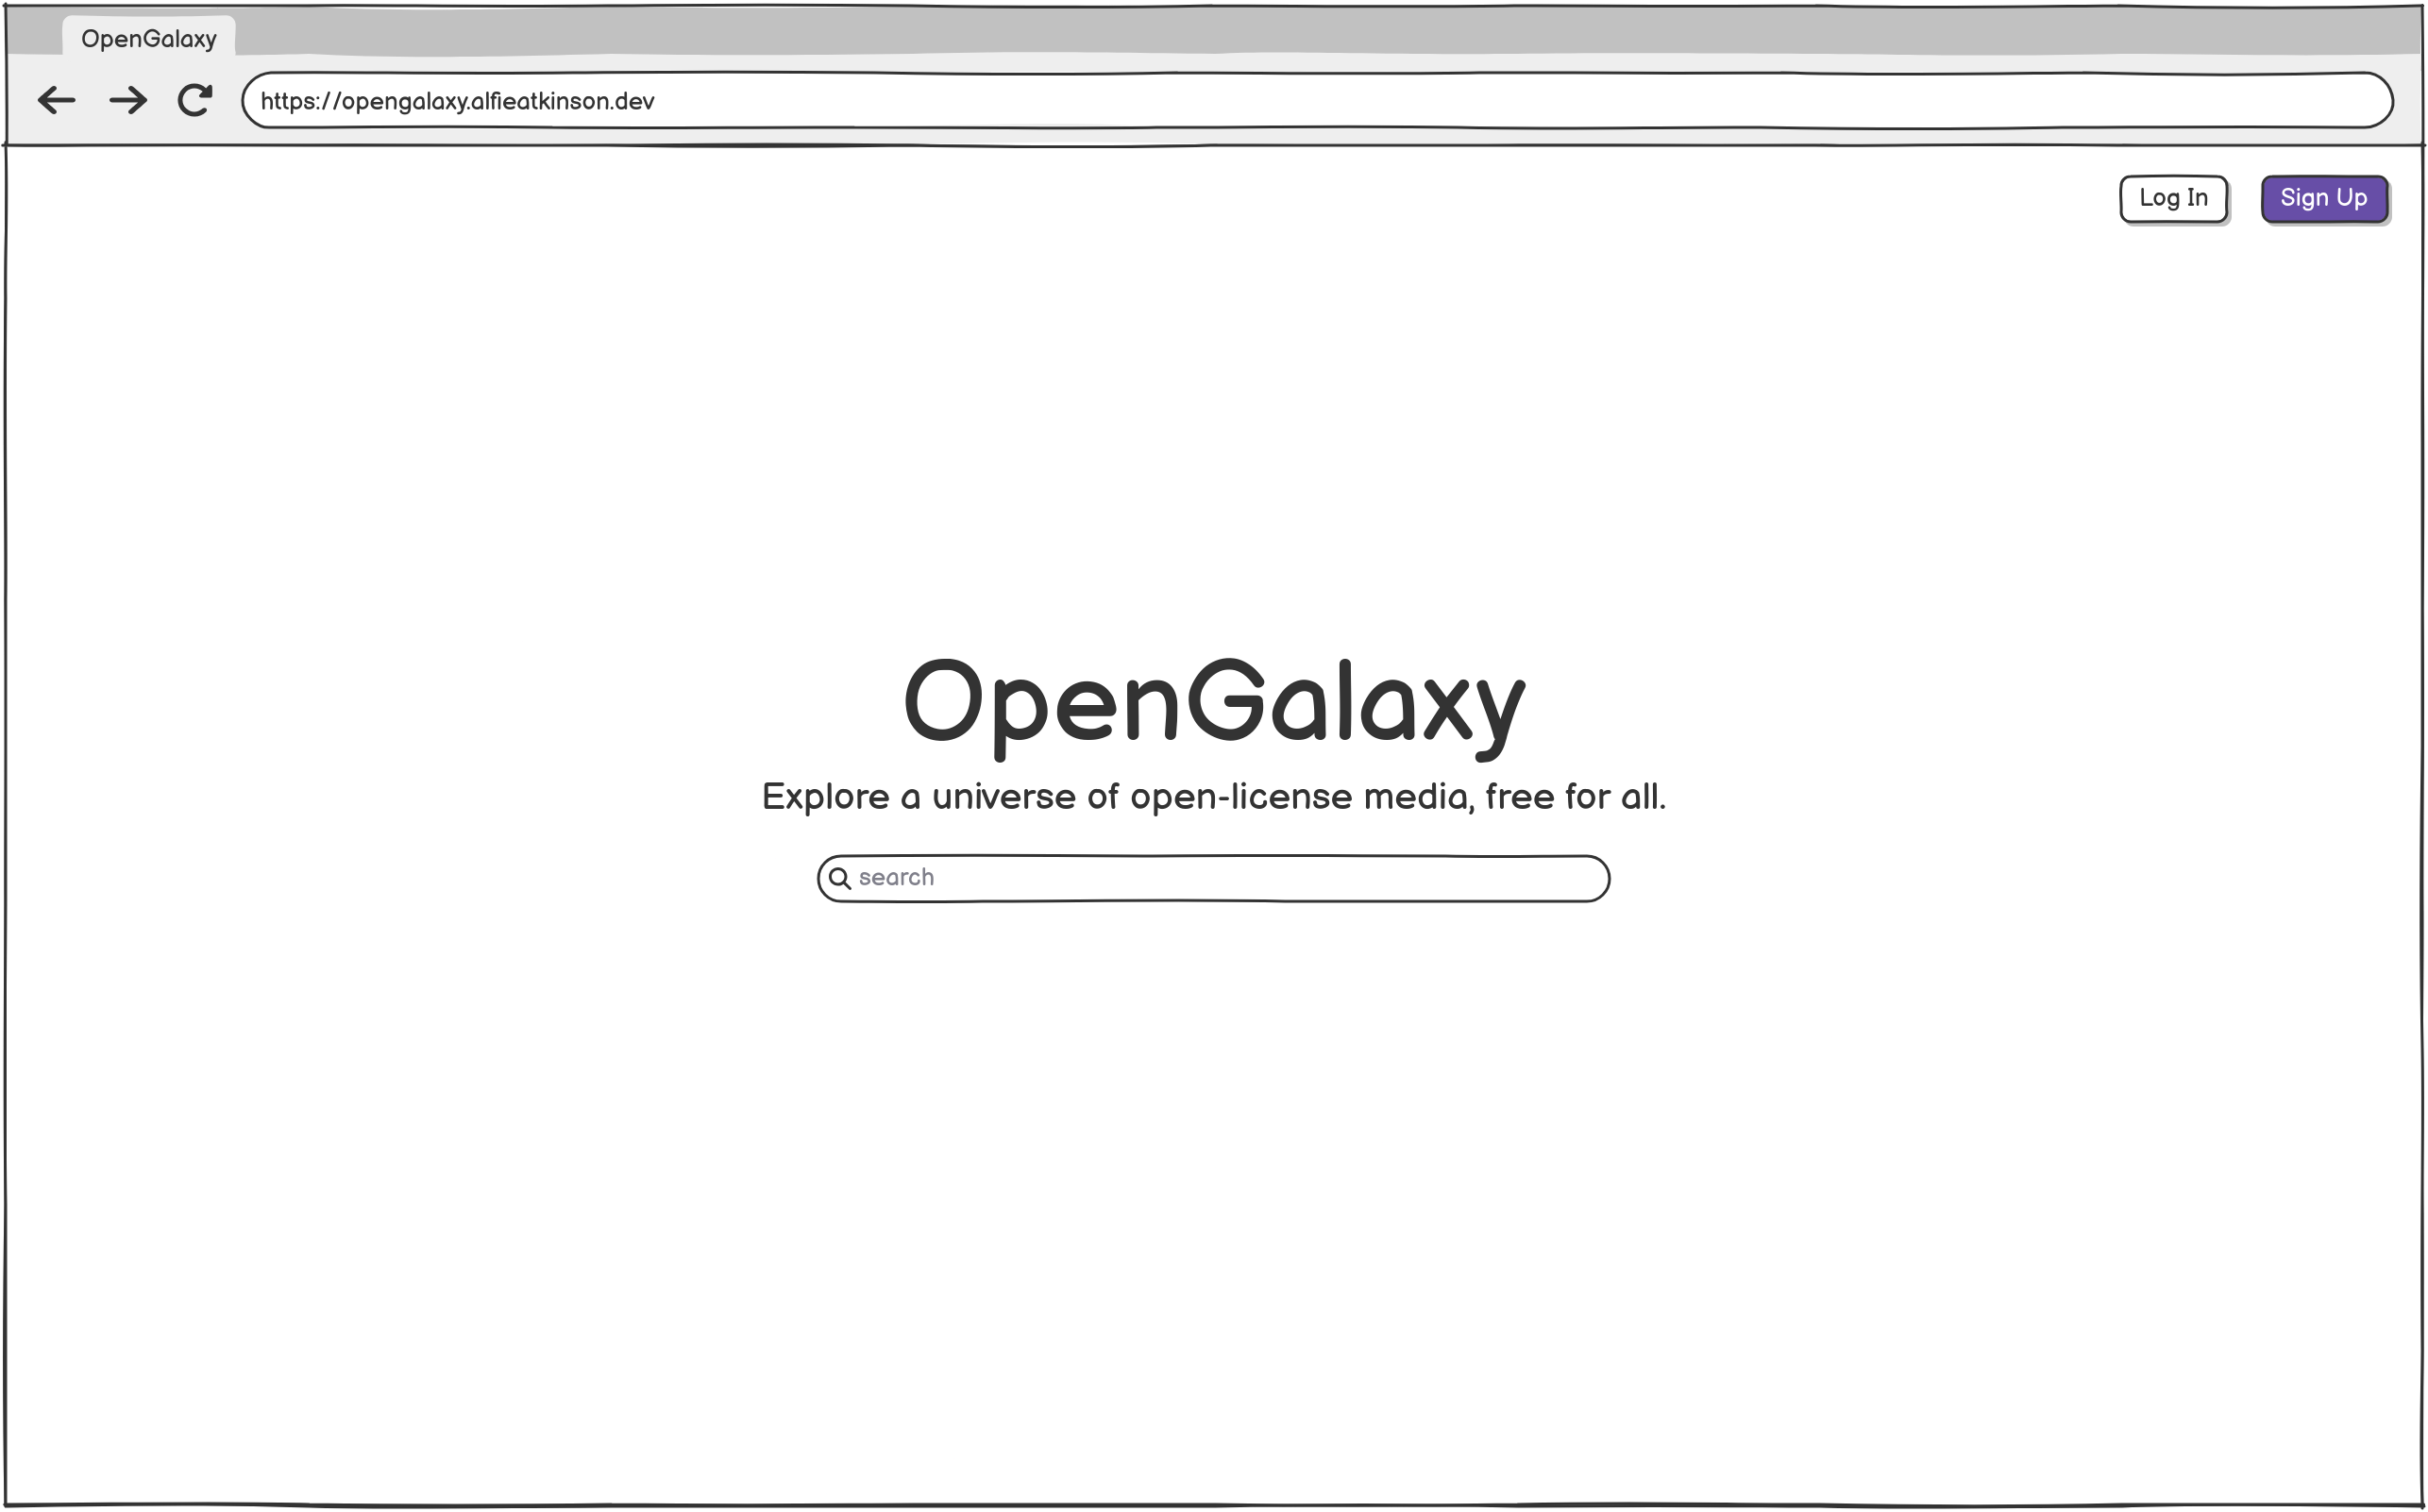 OpenGalaxy
https://opengalaxy.alfieatkinson.dev
Log In
Sign Up
OpenGalaxy
Explore a universe of open-license media, free for all.
search